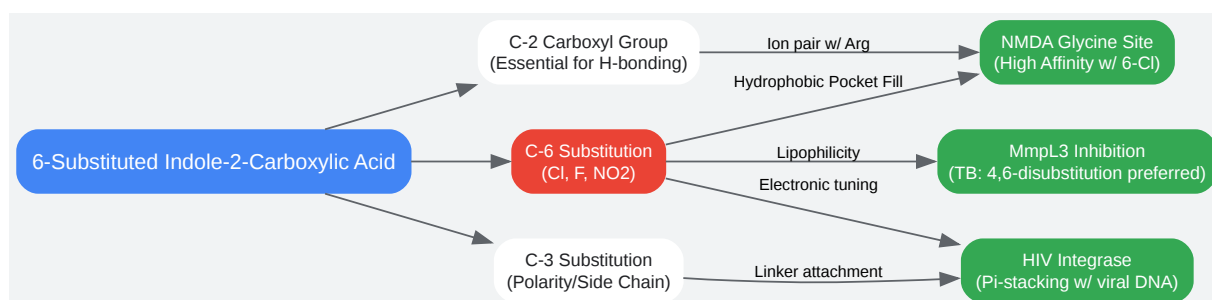 C-2 Carboxyl Group
(Essential for H-bonding)
Ion pair w/ Arg
NMDA Glycine Site
(High Affinity w/ 6-Cl)
Hydrophobic Pocket Fill
6-Substituted Indole-2-Carboxylic Acid
C-6 Substitution
(Cl, F, NO2)
Lipophilicity
MmpL3 Inhibition
(TB: 4,6-disubstitution preferred)
Electronic tuning
C-3 Substitution
(Polarity/Side Chain)
Linker attachment
HIV Integrase
(Pi-stacking w/ viral DNA)